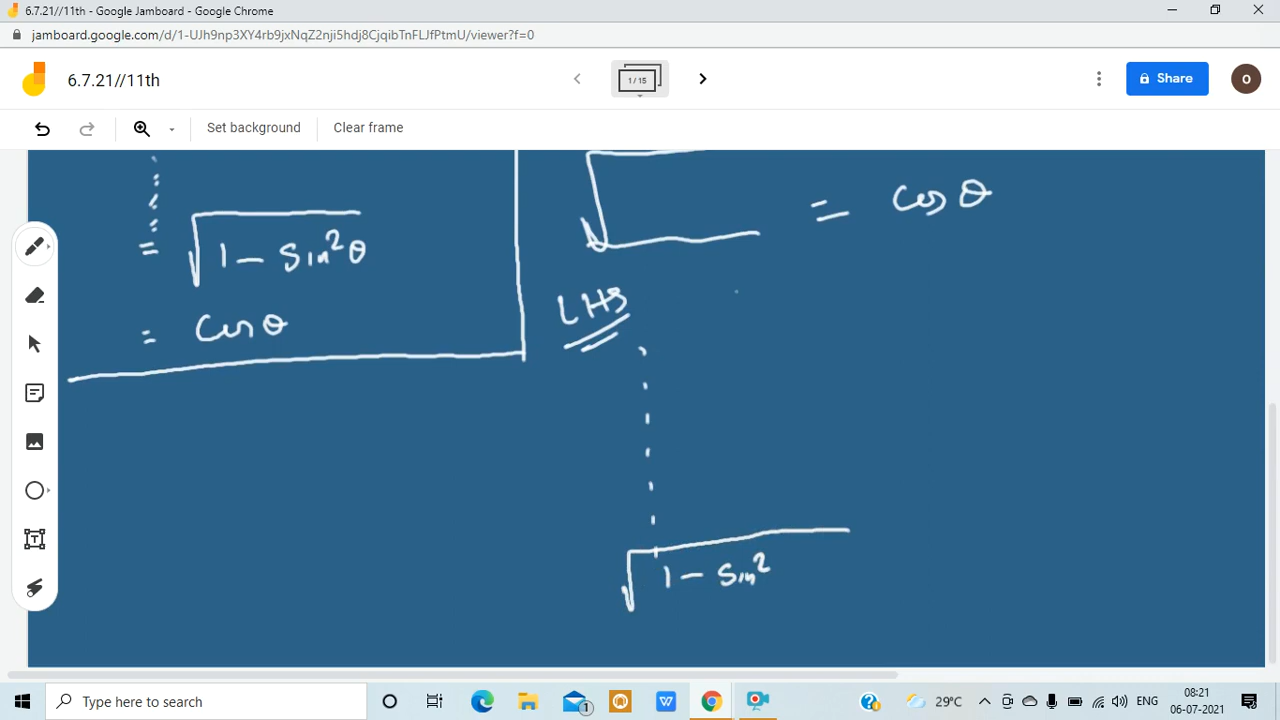 6.7.21//11th - Google Jamboard - Google Chrome
jamboard.google.com/d/1-UJh9np3XY4rb9jxNqZ2nji5hdj8CjqibTnFLJfPtmU/viewer?f=0
6.7.21//11th
1 / 15
Share
O
Set background
Clear frame
= √1 - Sin²θ
= Cosθ
= Cos θ
LHS
√1 - Sin²
Type here to search
1
W
29°C
ENG
08:21
06-07-2021